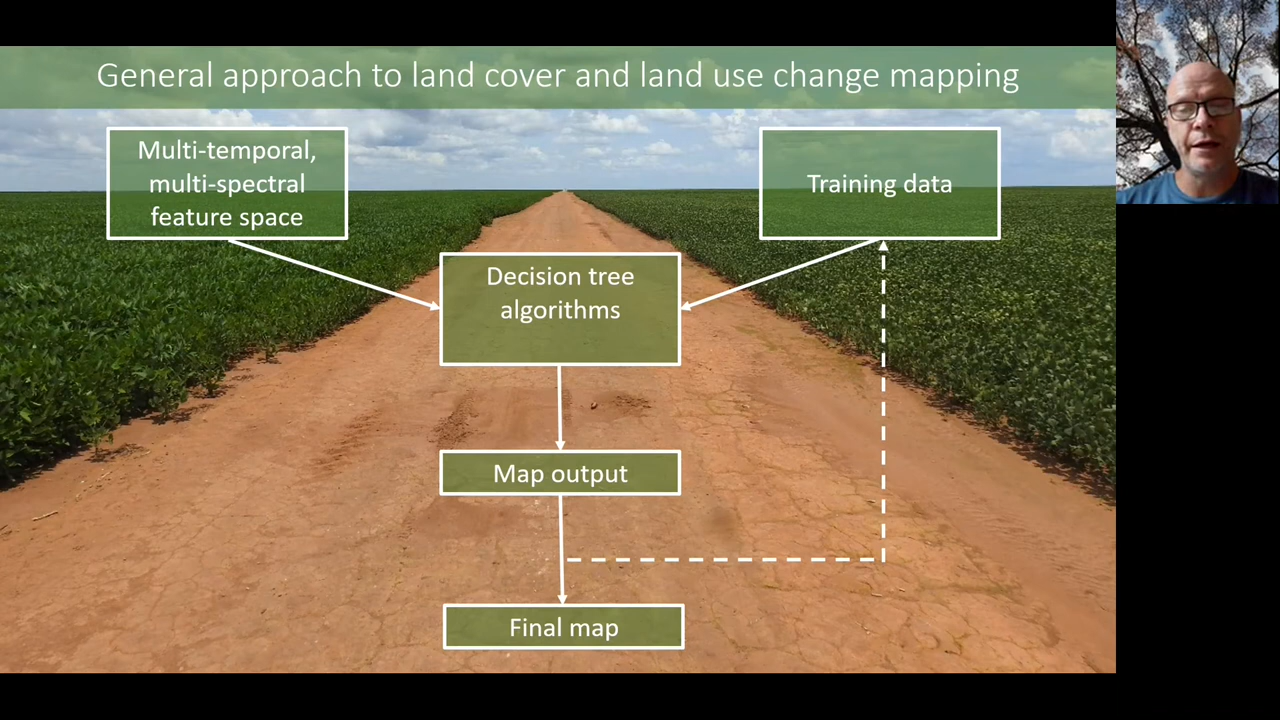 General approach to land cover and land use change mapping
Multi-temporal,
multi-spectral
feature space
Training data
Decision tree
algorithms
Map output
Final map